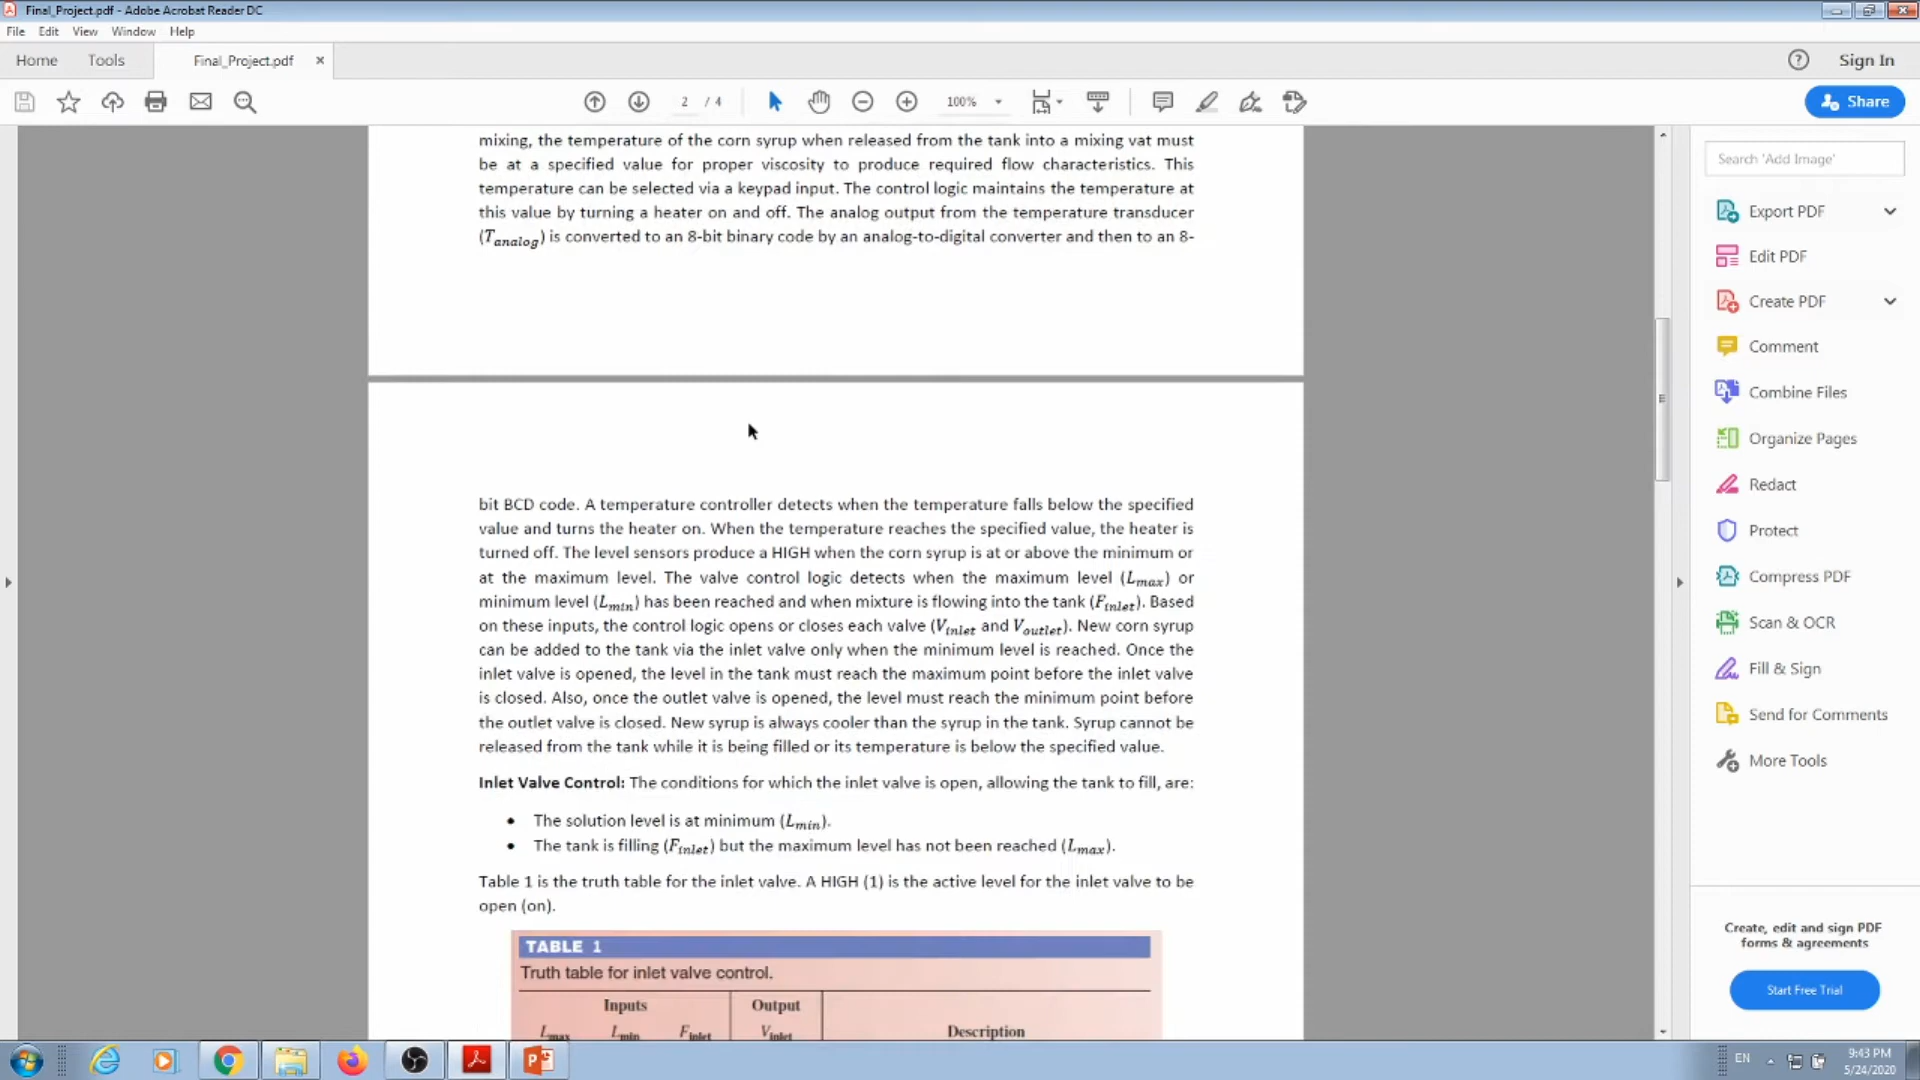 Final_Project.pdf - Adobe Acrobat Reader DC
File Edit View Window Help
Home Tools Final_Project.pdf × ? Sign In
2 / 4 100% Share
mixing, the temperature of the corn syrup when released from the tank into a mixing vat must
be at a specified value for proper viscosity to produce required flow characteristics. This
temperature can be selected via a keypad input. The control logic maintains the temperature at
this value by turning a heater on and off. The analog output from the temperature transducer
(Tanalog) is converted to an 8-bit binary code by an analog-to-digital converter and then to an 8-
bit BCD code. A temperature controller detects when the temperature falls below the specified
value and turns the heater on. When the temperature reaches the specified value, the heater is
turned off. The level sensors produce a HIGH when the corn syrup is at or above the minimum or
at the maximum level. The valve control logic detects when the maximum level (Lmax) or
minimum level (Lmin) has been reached and when mixture is flowing into the tank (Finlet). Based
on these inputs, the control logic opens or closes each valve (Vinlet and Voutlet). New corn syrup
can be added to the tank via the inlet valve only when the minimum level is reached. Once the
inlet valve is opened, the level in the tank must reach the maximum point before the inlet valve
is closed. Also, once the outlet valve is opened, the level must reach the minimum point before
the outlet valve is closed. New syrup is always cooler than the syrup in the tank. Syrup cannot be
released from the tank while it is being filled or its temperature is below the specified value.
Inlet Valve Control: The conditions for which the inlet valve is open, allowing the tank to fill, are:
• The solution level is at minimum (Lmin).
• The tank is filling (Finlet) but the maximum level has not been reached (Lmax).
Table 1 is the truth table for the inlet valve. A HIGH (1) is the active level for the inlet valve to be
open (on).
TABLE 1
Truth table for inlet valve control.
Inputs Output
Lmax Lmin Finlet Vinlet Description
Search 'Add Image'
Export PDF
Edit PDF
Create PDF
Comment
Combine Files
Organize Pages
Redact
Protect
Compress PDF
Scan & OCR
Fill & Sign
Send for Comments
More Tools
Create, edit and sign PDF
forms & agreements
Start Free Trial
EN
9:43 PM
5/24/2020